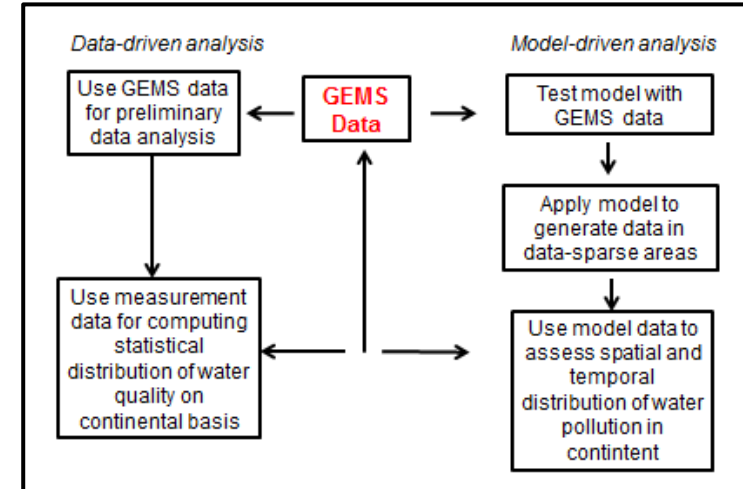 Data-driven analysis
Model-driven analysis
Use GEMS data
for preliminary
data analysis
GEMS
Data
Test model with
GEMS data
Apply model to
generate data in
data-sparse areas
Use measurement
data for computing
statistical
distribution of water
quality on
continental basis
Use model data to
assess spatial and
temporal
distribution of water
pollution in
contintent